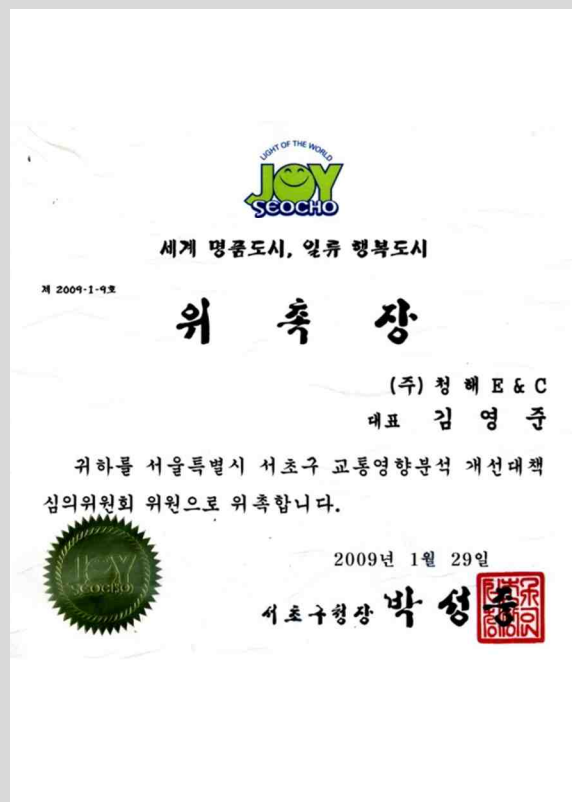 LIGHT OF THE WORLD
JOY
SEOCHO
세계 명품도시, 일류 행복도시
제 2009-1-9호
위 촉 장
(주) 청 해 E & C
대표 김 영 준
귀하를 서울특별시 서초구 교통영향분석 개선대책
심의위원회 위원으로 위촉합니다.
JOY
SEOCHO
2009년 1월 29일
서초구청장 박 성 중